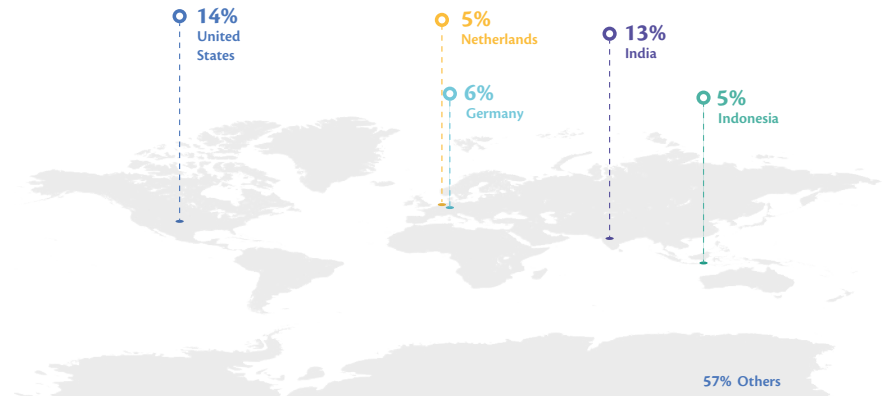 14%
United
States
5%
Netherlands
13%
India
6%
Germany
5%
Indonesia
57% Others